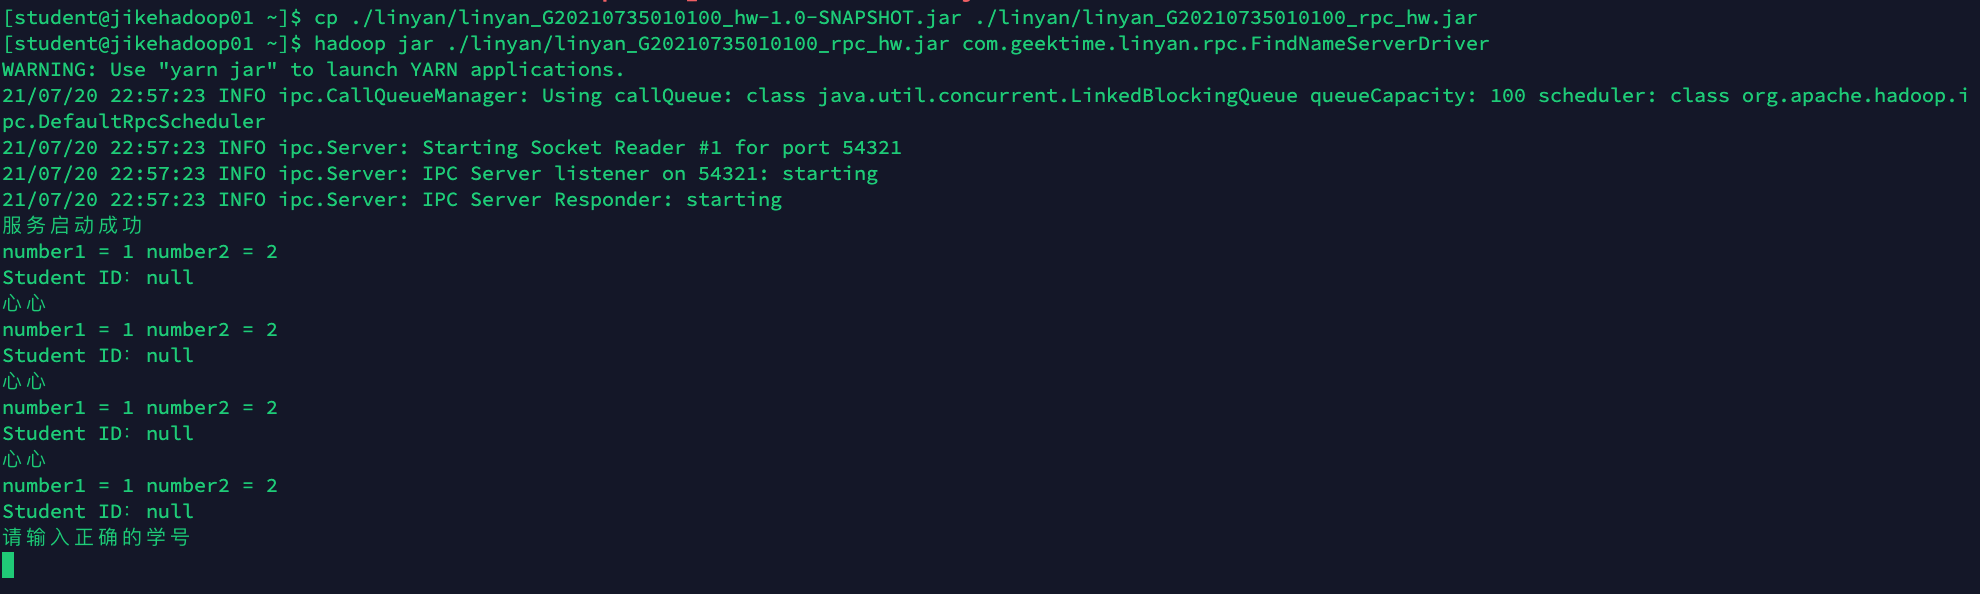 [student@jikehadoop01 ~]$ cp ./linyan/linyan_G20210735010100_hw-1.0-SNAPSHOT.jar ./linyan/linyan_G20210735010100_rpc_hw.jar
[student@jikehadoop01 ~]$ hadoop jar ./linyan/linyan_G20210735010100_rpc_hw.jar com.geektime.linyan.rpc.FindNameServerDriver
WARNING: Use "yarn jar" to launch YARN applications.
21/07/20 22:57:23 INFO ipc.CallQueueManager: Using callQueue: class java.util.concurrent.LinkedBlockingQueue queueCapacity: 100 scheduler: class org.apache.hadoop.i
pc.DefaultRpcScheduler
21/07/20 22:57:23 INFO ipc.Server: Starting Socket Reader #1 for port 54321
21/07/20 22:57:23 INFO ipc.Server: IPC Server listener on 54321: starting
21/07/20 22:57:23 INFO ipc.Server: IPC Server Responder: starting
服务启动成功
number1 = 1 number2 = 2
Student ID: null
心心
number1 = 1 number2 = 2
Student ID: null
心心
number1 = 1 number2 = 2
Student ID: null
心心
number1 = 1 number2 = 2
Student ID: null
请输入正确的学号